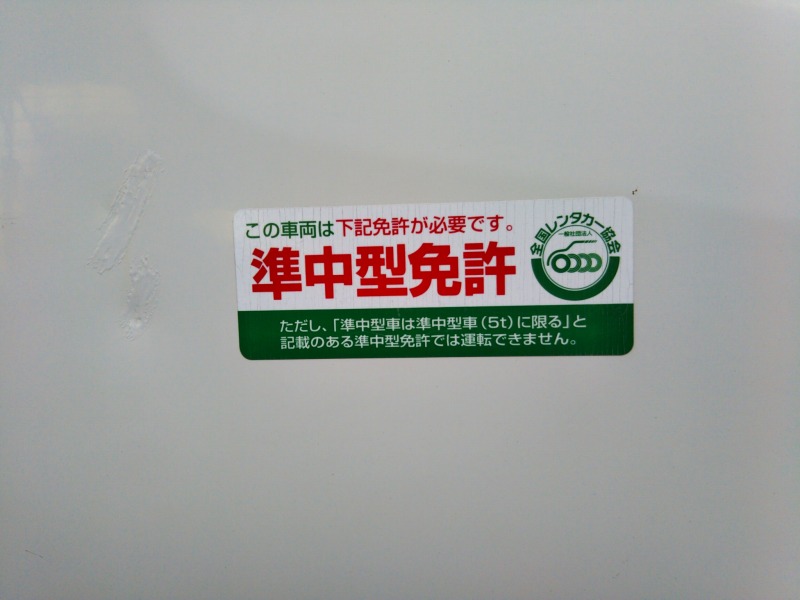 この車両は下記免許が必要です。
準中型免許
全国レンタカー協会
一般社団法人
ただし、「準中型車は準中型車(5t)に限る」と
記載のある準中型免許では運転できません。